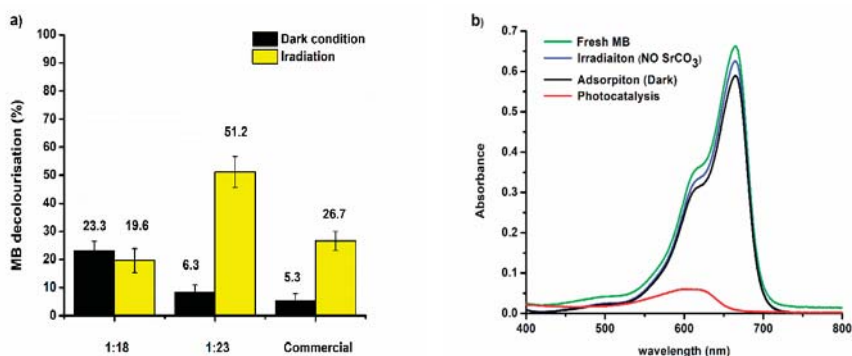 a)
Dark condition
Irradiation
MB decolourisation (%)
100
90
80
70
60
50
40
30
20
10
0
23.3
19.6
6.3
51.2
5.3
26.7
1:18
1:23
Commercial
b)
Fresh MB
Irradiaiton (NO SrCO3)
Adsorpiton (Dark)
Photocatalysis
Absorbance
0.7
0.6
0.5
0.4
0.3
0.2
0.1
0.0
400
500
600
700
800
wavelength (nm)